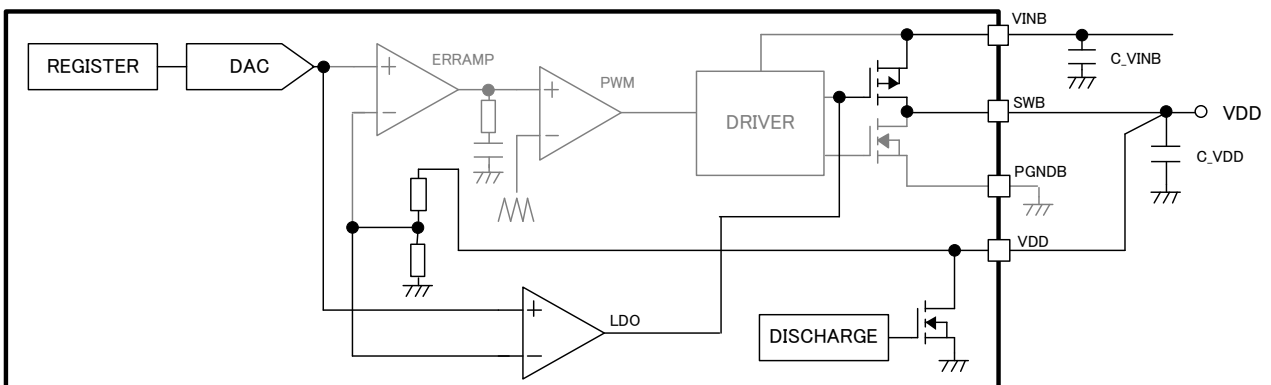 VINB
REGISTER
DAC
ERRAMP
PWM
C_VINB
DRIVER
SWB
VDD
C_VDD
PGNDB
VDD
LDO
DISCHARGE